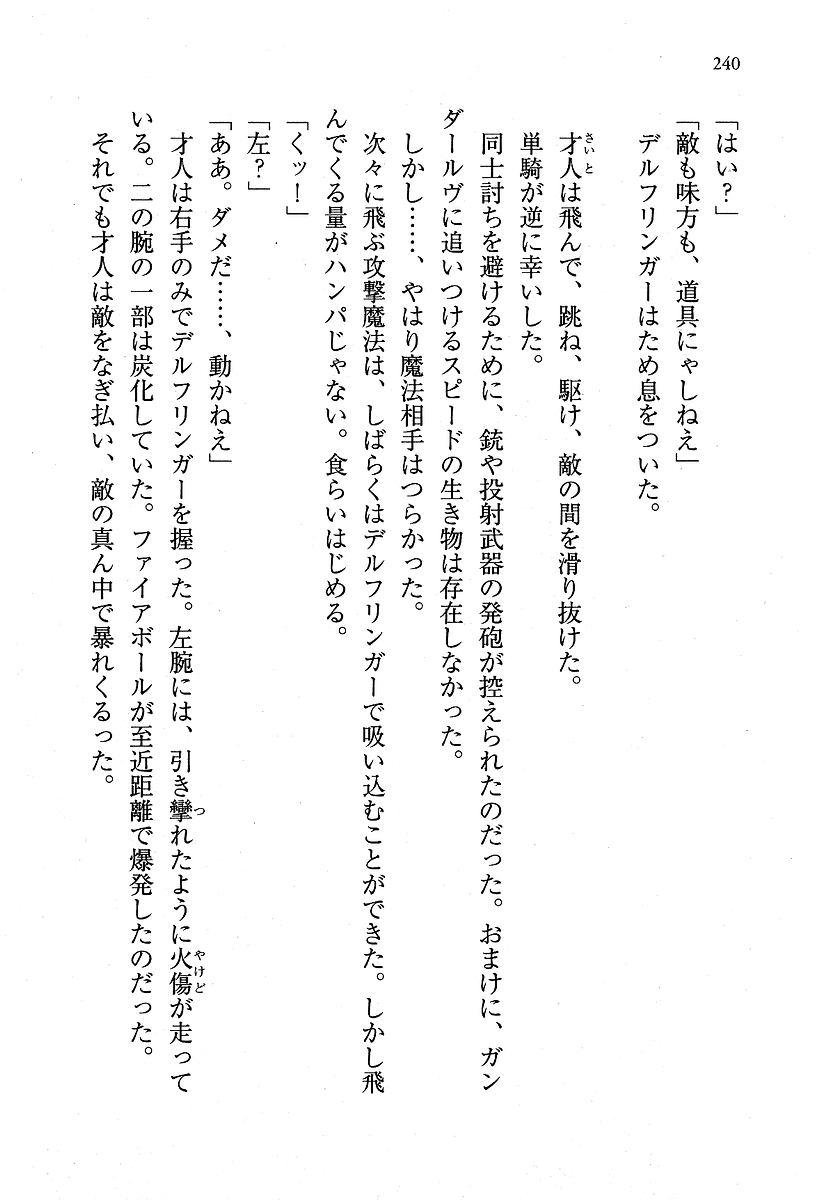 240
「はい？」
「敵も味方も、道具にゃしねえ」
デルフリンガーはため息をついた。
才人は飛んで、跳ね、駆け、敵の間を滑り抜けた。
単騎が逆に幸いした。
同士討ちを避けるために、銃や投射武器の発砲が控えられたのだった。おまけに、ガン
ダールヴに追いつけるスピードの生き物は存在しなかった。
しかし……、やはり魔法相手はつらかった。
次々に飛ぶ攻撃魔法は、しばらくはデルフリンガーで吸い込むことができた。しかし飛
んでくる量がハンパじゃない。食らいはじめる。
「くッ！」
「左？」
「ああ。ダメだ……、動かねえ」
才人は右手のみでデルフリンガーを握った。左腕には、引き攣れたように火傷が走って
いる。二の腕の一部は炭化していた。ファイアボールが至近距離で爆発したのだった。
それでも才人は敵をなぎ払い、敵の真ん中で暴れくるった。